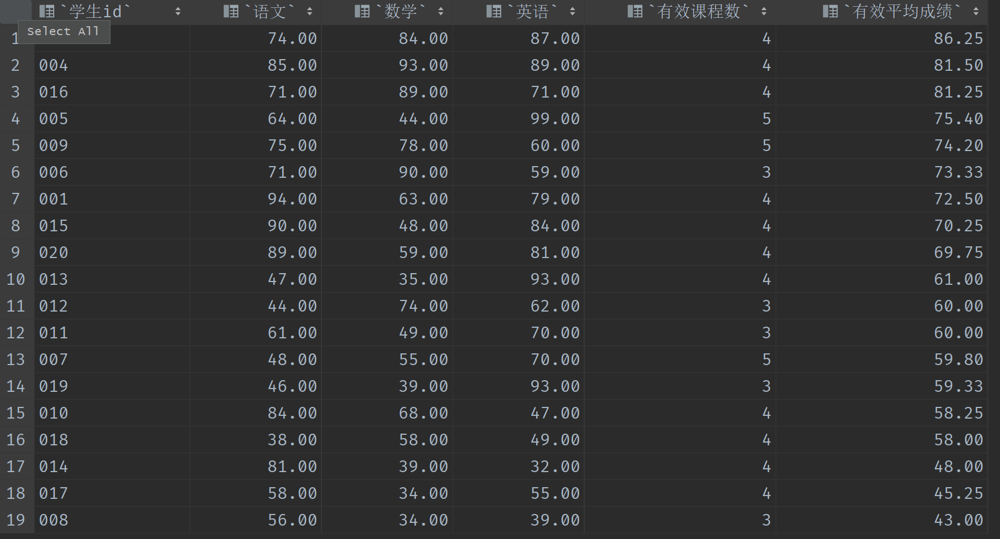 `学生id` `语文` `数学` `英语` `有效课程数` `有效平均成绩`
Select All
1 74.00 84.00 87.00 4 86.25
2 004 85.00 93.00 89.00 4 81.50
3 016 71.00 89.00 71.00 4 81.25
4 005 64.00 44.00 99.00 5 75.40
5 009 75.00 78.00 60.00 5 74.20
6 006 71.00 90.00 59.00 3 73.33
7 001 94.00 63.00 79.00 4 72.50
8 015 90.00 48.00 84.00 4 70.25
9 020 89.00 59.00 81.00 4 69.75
10 013 47.00 35.00 93.00 4 61.00
11 012 44.00 74.00 62.00 3 60.00
12 011 61.00 49.00 70.00 3 60.00
13 007 48.00 55.00 70.00 5 59.80
14 019 46.00 39.00 93.00 3 59.33
15 010 84.00 68.00 47.00 4 58.25
16 018 38.00 58.00 49.00 4 58.00
17 014 81.00 39.00 32.00 4 48.00
18 017 58.00 34.00 55.00 4 45.25
19 008 56.00 34.00 39.00 3 43.00